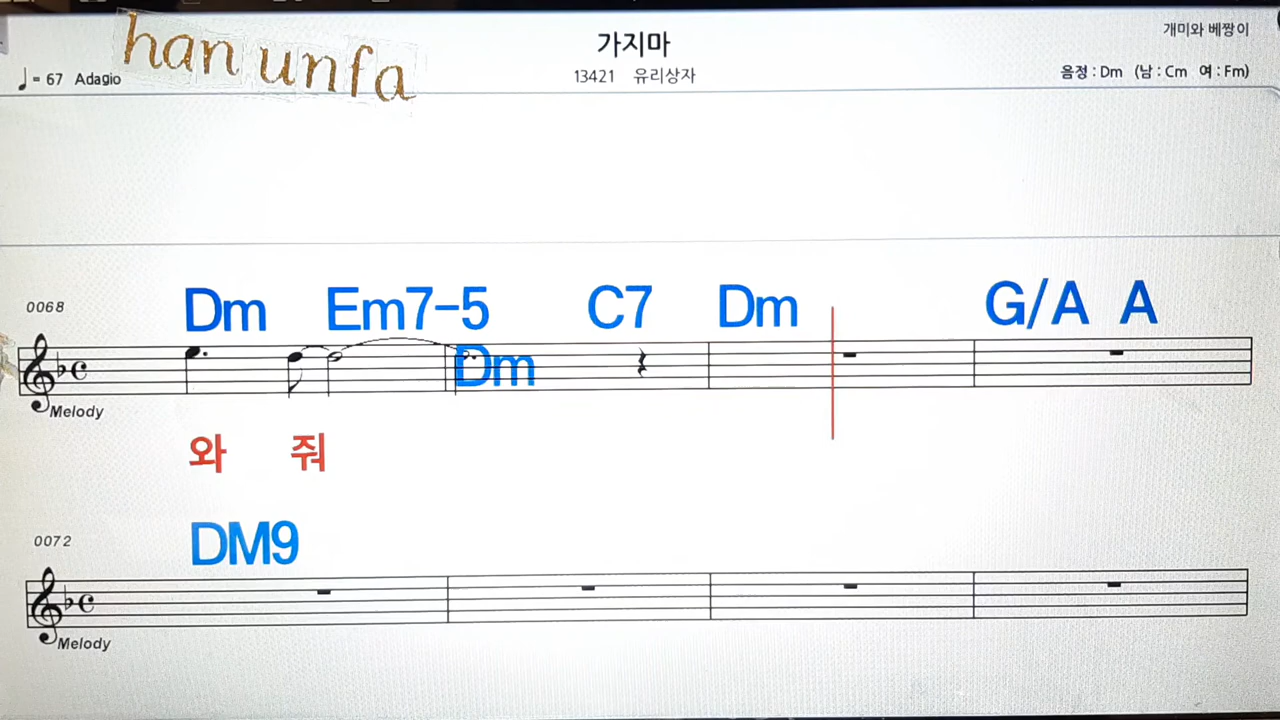 han unfa
가지마
개미와 베짱이
♩= 67 Adagio
13421 유리상자
음정 : Dm (남 : Cm 여 : Fm)
0068
Dm Em7-5 C7 Dm G/A A
Dm
Melody
와 줘
0072
DM9
Melody